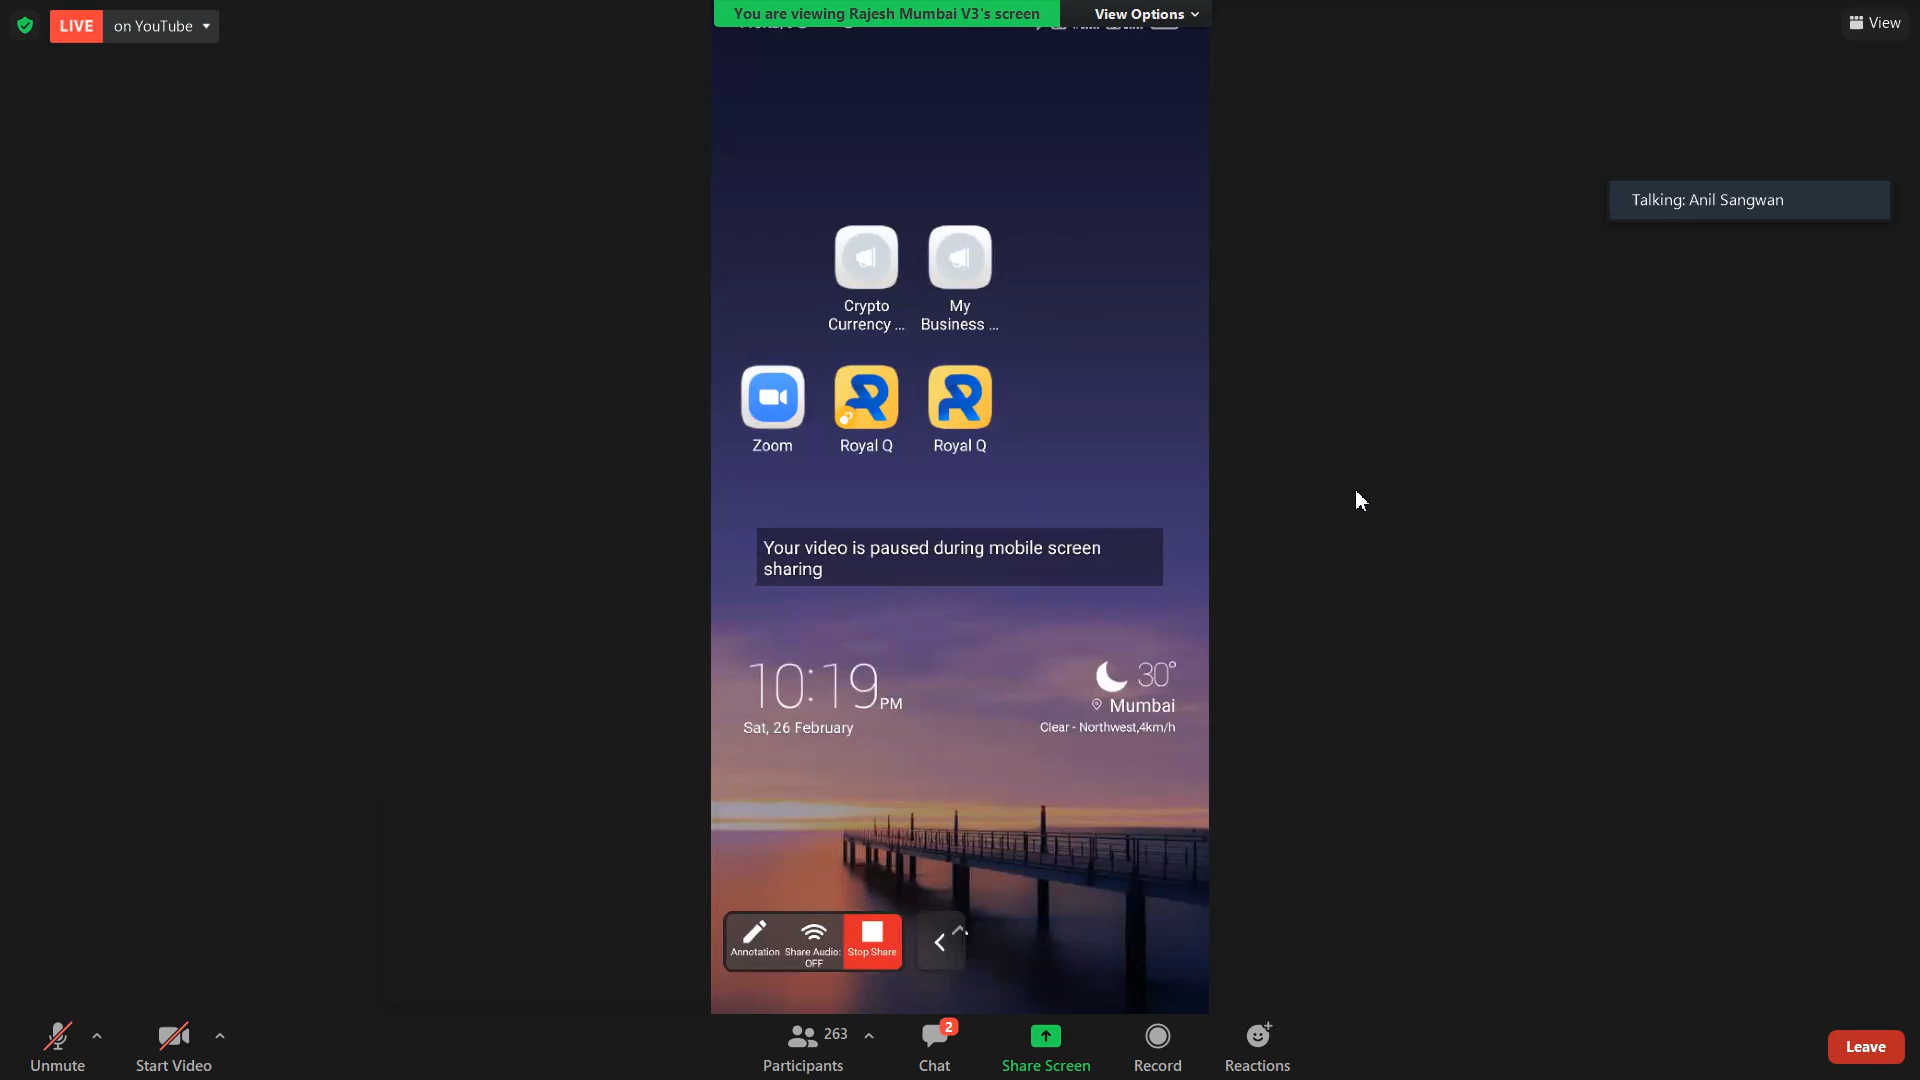 LIVE on YouTube
You are viewing Rajesh Mumbai V3's screen
View Options
View
Talking: Anil Sangwan
Crypto My
Currency ... Business ...
Zoom Royal Q Royal Q
Your video is paused during mobile screen
sharing
10:19 PM
30°
Mumbai
Sat, 26 February
Clear - Northwest,4km/h
Annotation Share Audio: Stop Share
OFF
263
2
Unmute Start Video Participants Chat Share Screen Record Reactions
Leave